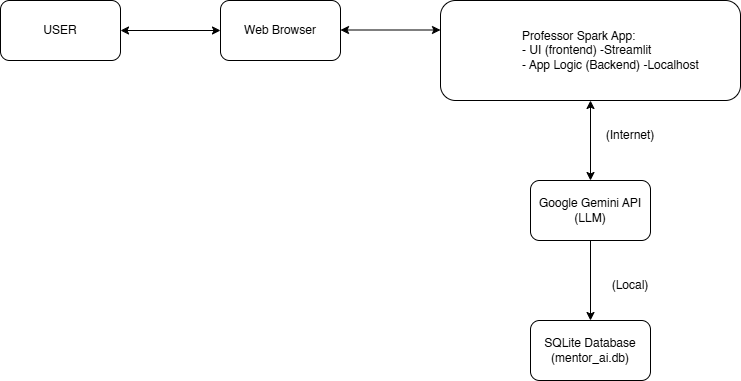 USER
Web Browser
Professor Spark App:
- UI (frontend) -Streamlit
- App Logic (Backend) -Localhost
(Internet)
Google Gemini API
(LLM)
(Local)
SQLite Database
(mentor_ai.db)